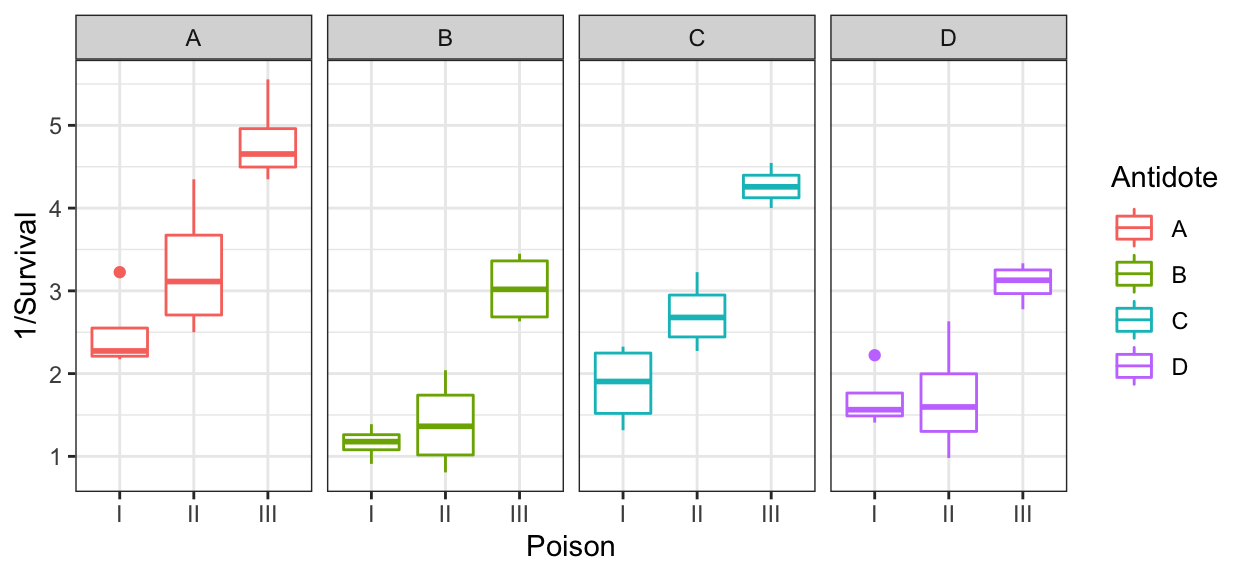 A B C D
1/Survival
5
4
3
2
1
I II III I II III I II III I II III
Poison
Antidote
A
B
C
D